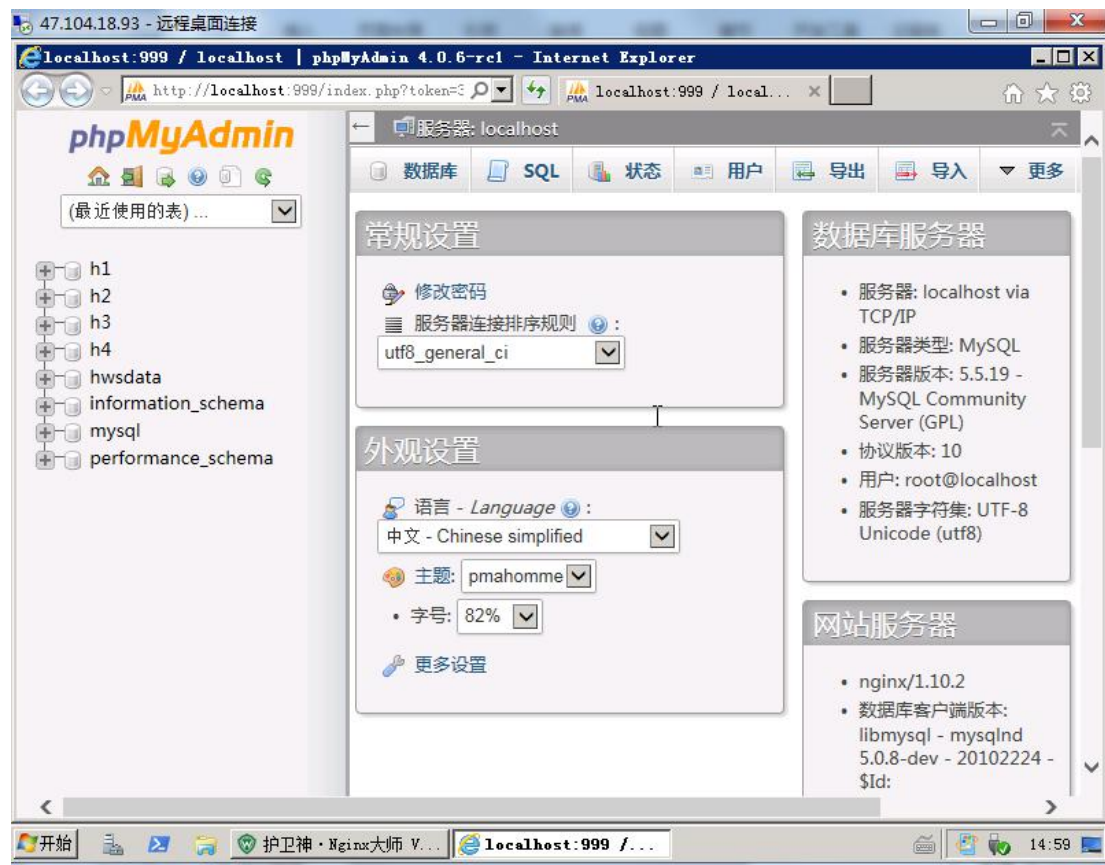 47.104.18.93 - 远程桌面连接
localhost:999 / localhost | phpMyAdmin 4.0.6-rc1 - Internet Explorer
http://localhost:999/index.php?token=3
localhost:999 / local...
phpMyAdmin
(最近使用的表) ...
h1
h2
h3
h4
hwsdata
information_schema
mysql
performance_schema
服务器: localhost
数据库 SQL 状态 用户 导出 导入 更多
常规设置
修改密码
服务器连接排序规则 :
utf8_general_ci
外观设置
语言 - Language :
中文 - Chinese simplified
主题: pmahomme
• 字号: 82%
更多设置
数据库服务器
• 服务器: localhost via
TCP/IP
• 服务器类型: MySQL
• 服务器版本: 5.5.19 -
MySQL Community
Server (GPL)
• 协议版本: 10
• 用户: root@localhost
• 服务器字符集: UTF-8
Unicode (utf8)
网站服务器
• nginx/1.10.2
• 数据库客户端版本:
libmysql - mysqlnd
5.0.8-dev - 20102224 -
$Id:
开始
护卫神·Nginx大师 V...
localhost:999 /...
14:59